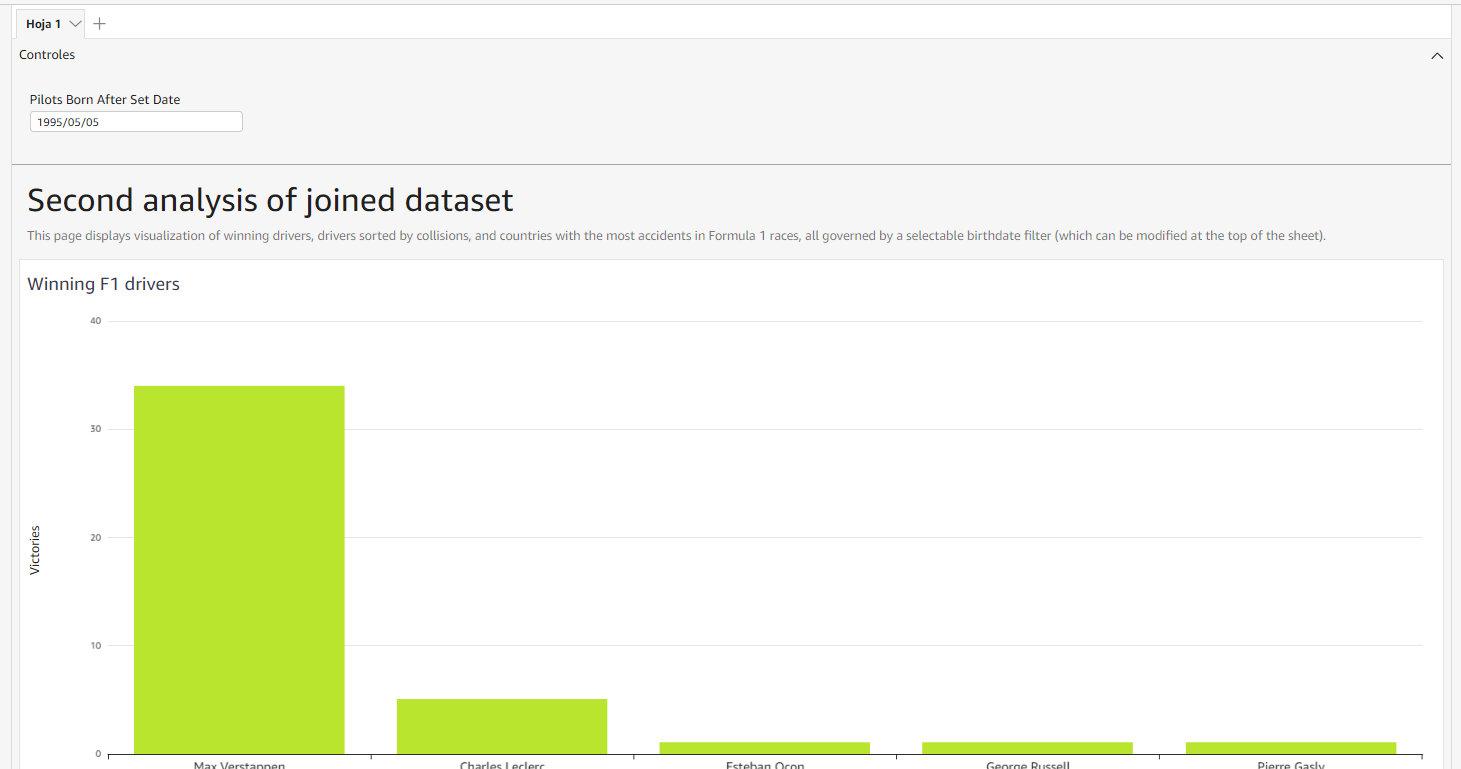 Hoja 1
Controles
Pilots Born After Set Date
1995/05/05
Second analysis of joined dataset
This page displays visualization of winning drivers, drivers sorted by collisions, and countries with the most accidents in Formula 1 races, all governed by a selectable birthdate filter (which can be modified at the top of the sheet).
Winning F1 drivers
40
30
20
10
0
Victories
Max Verstappen Charles Leclerc Esteban Ocon George Russell Pierre Gasly